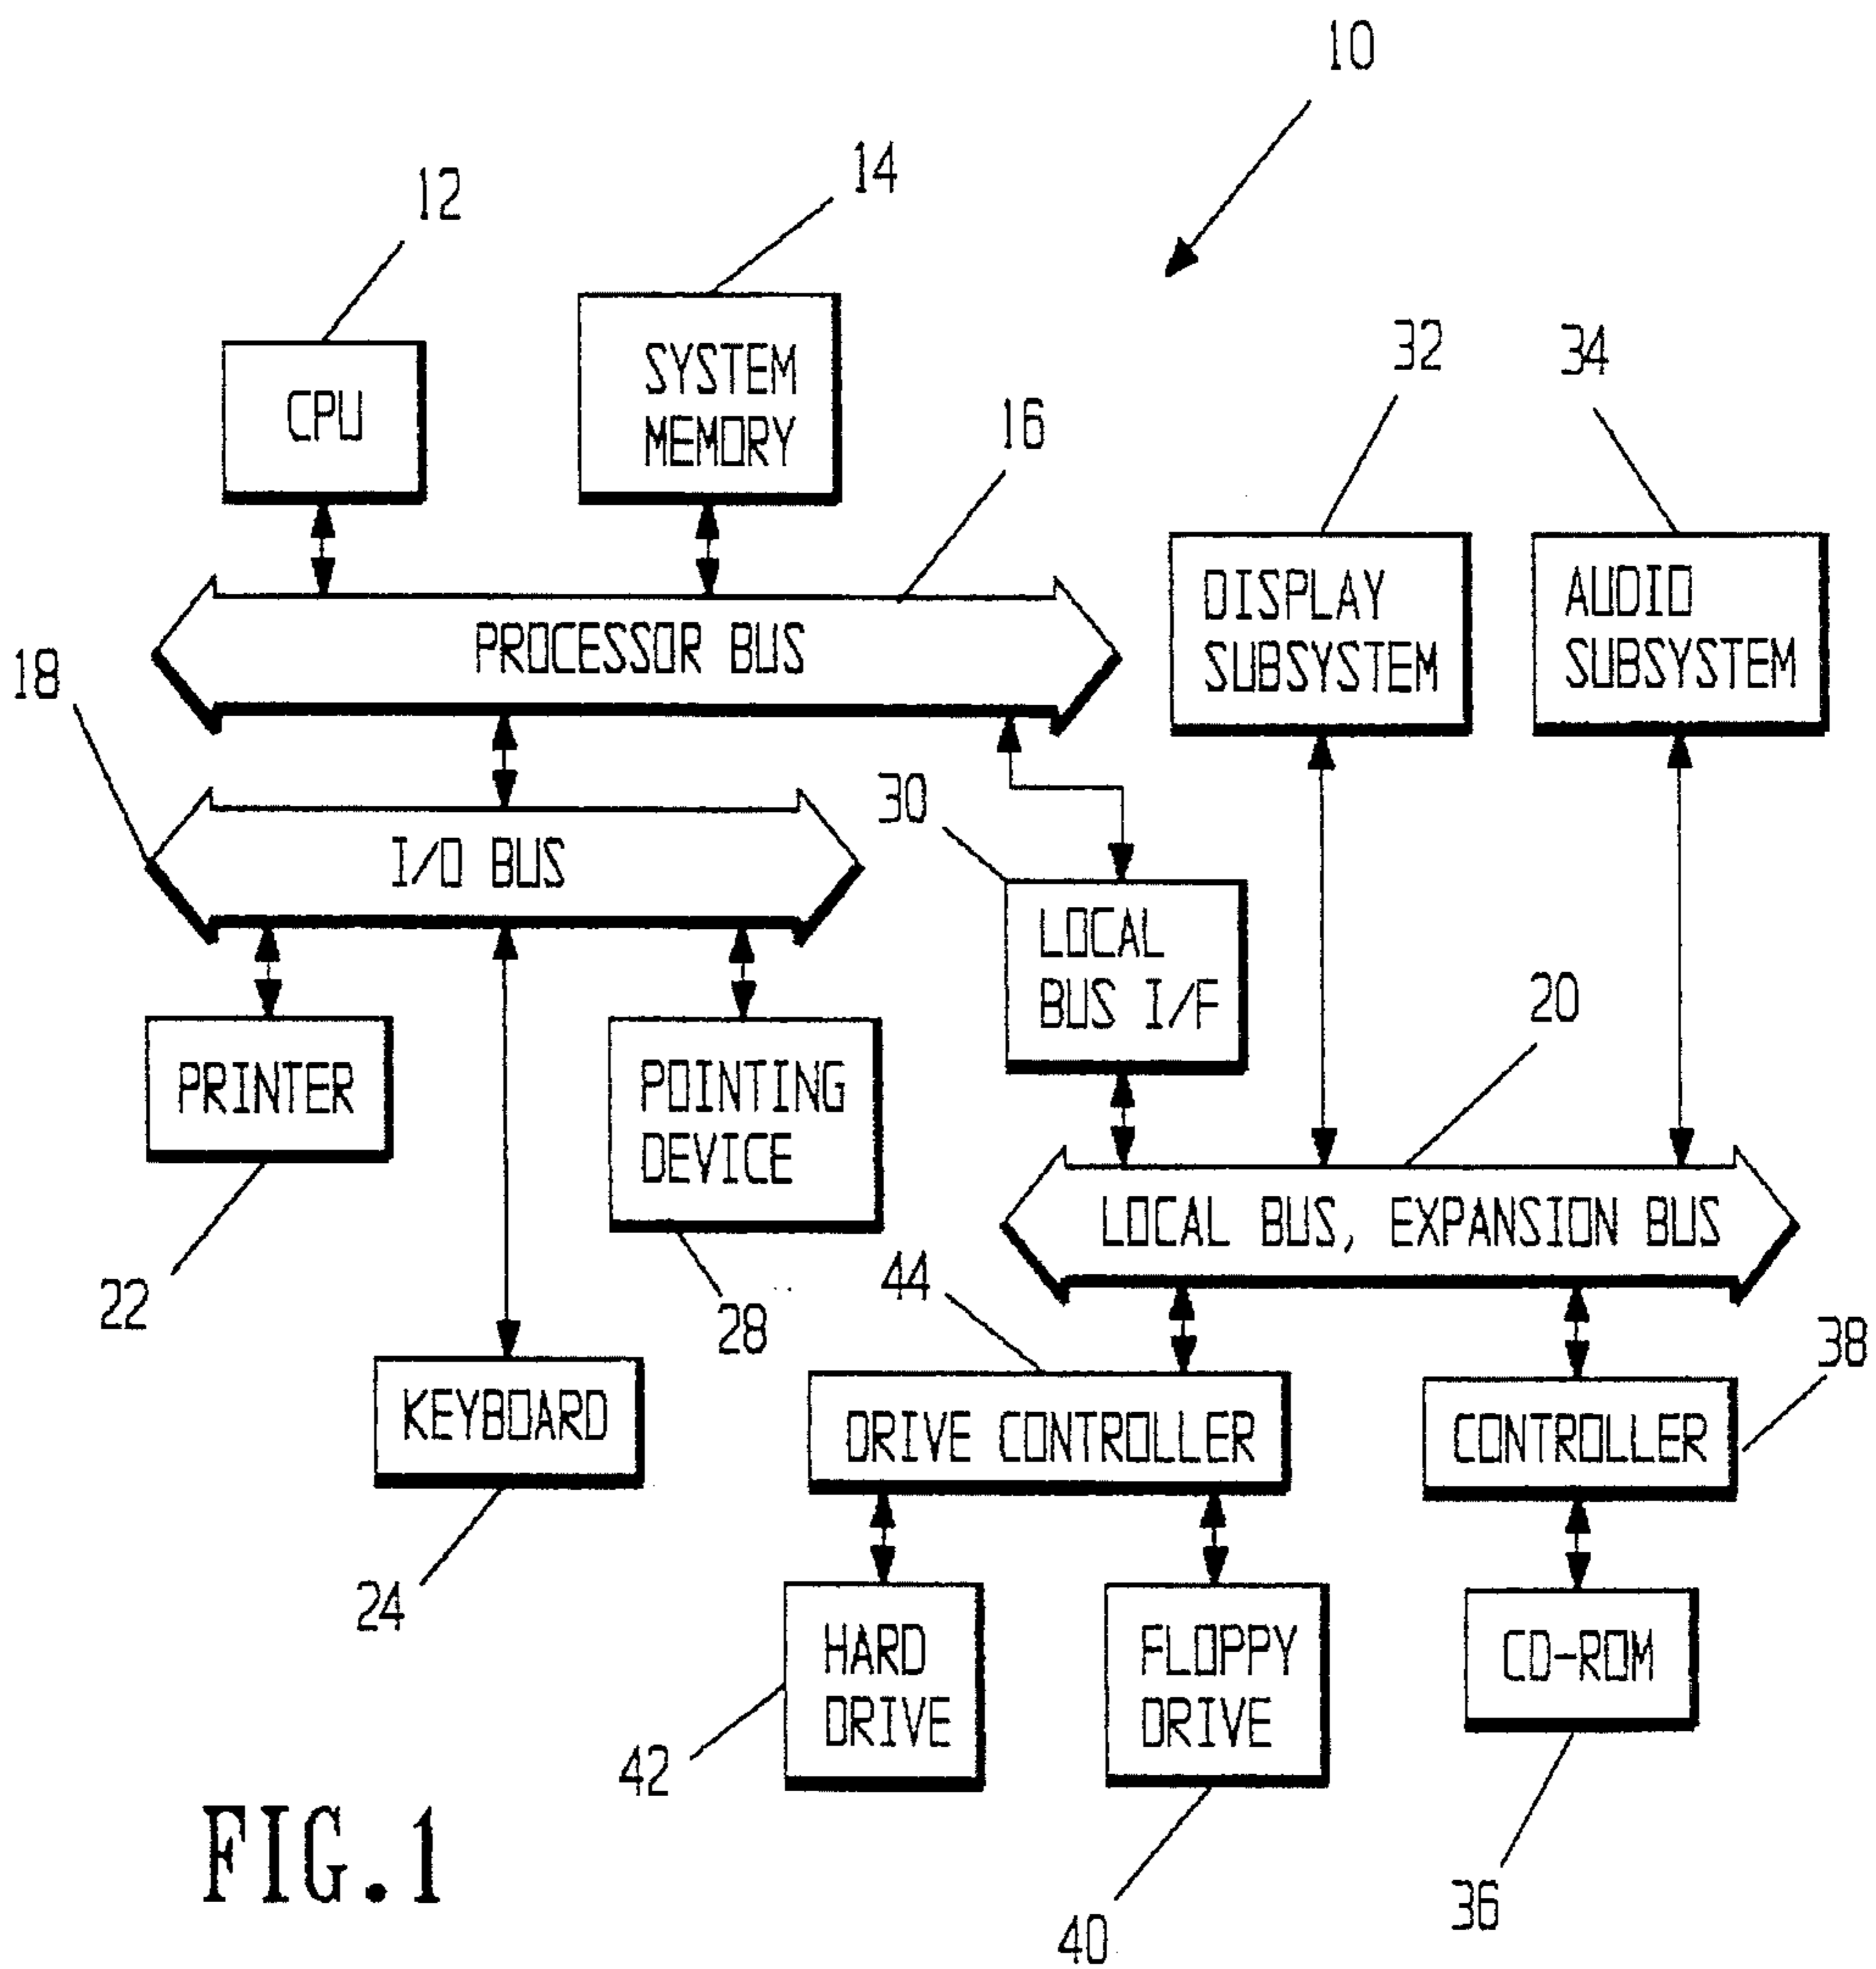 10
14
12
32
34
CPU
SYSTEM
MEMORY
16
DISPLAY
SUBSYSTEM
AUDIO
SUBSYSTEM
PROCESSOR BUS
18
30
I/O BUS
LOCAL
BUS I/F
20
PRINTER
POINTING
DEVICE
LOCAL BUS, EXPANSION BUS
22
28
44
38
KEYBOARD
DRIVE CONTROLLER
CONTROLLER
24
HARD
DRIVE
FLOPPY
DRIVE
CD-ROM
42
FIG.1
40
36